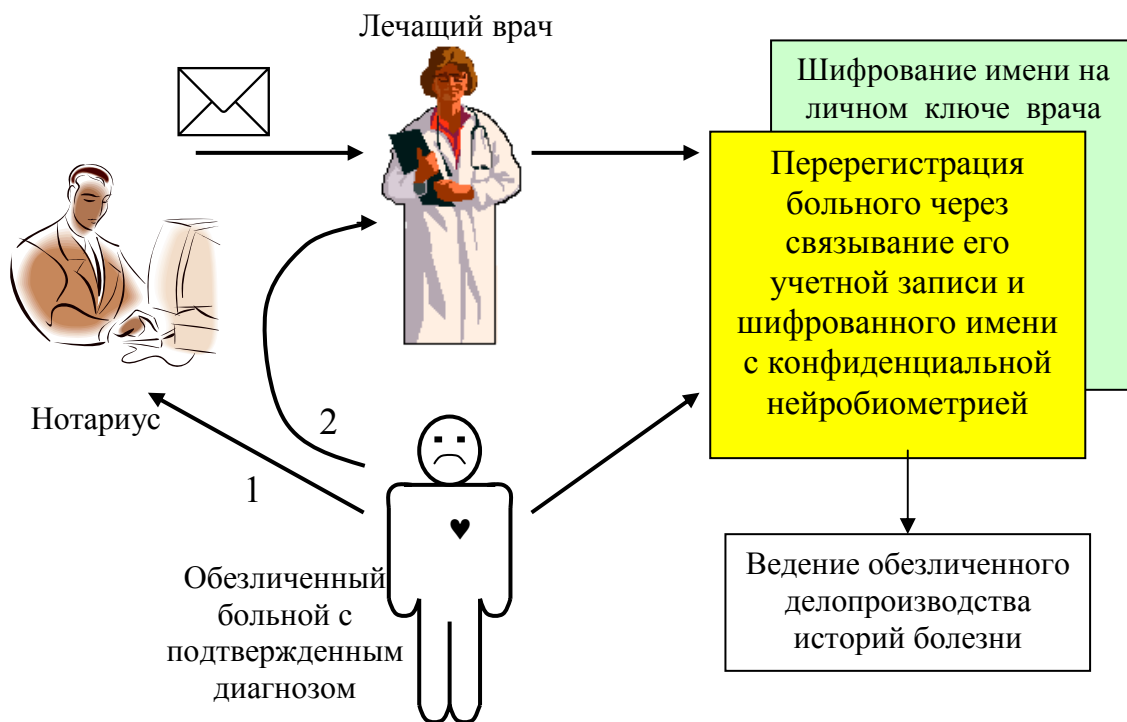 Лечащий врач
Шифрование имени на
личном ключе врача
Перерегистрация
больного через
связывание его
учетной записи и
шифрованного имени
с конфиденциальной
нейробиометрией
Нотариус
2
1
Обезличенный
больной с
подтвержденным
диагнозом
Ведение обезличенного
делопроизводства
историй болезни